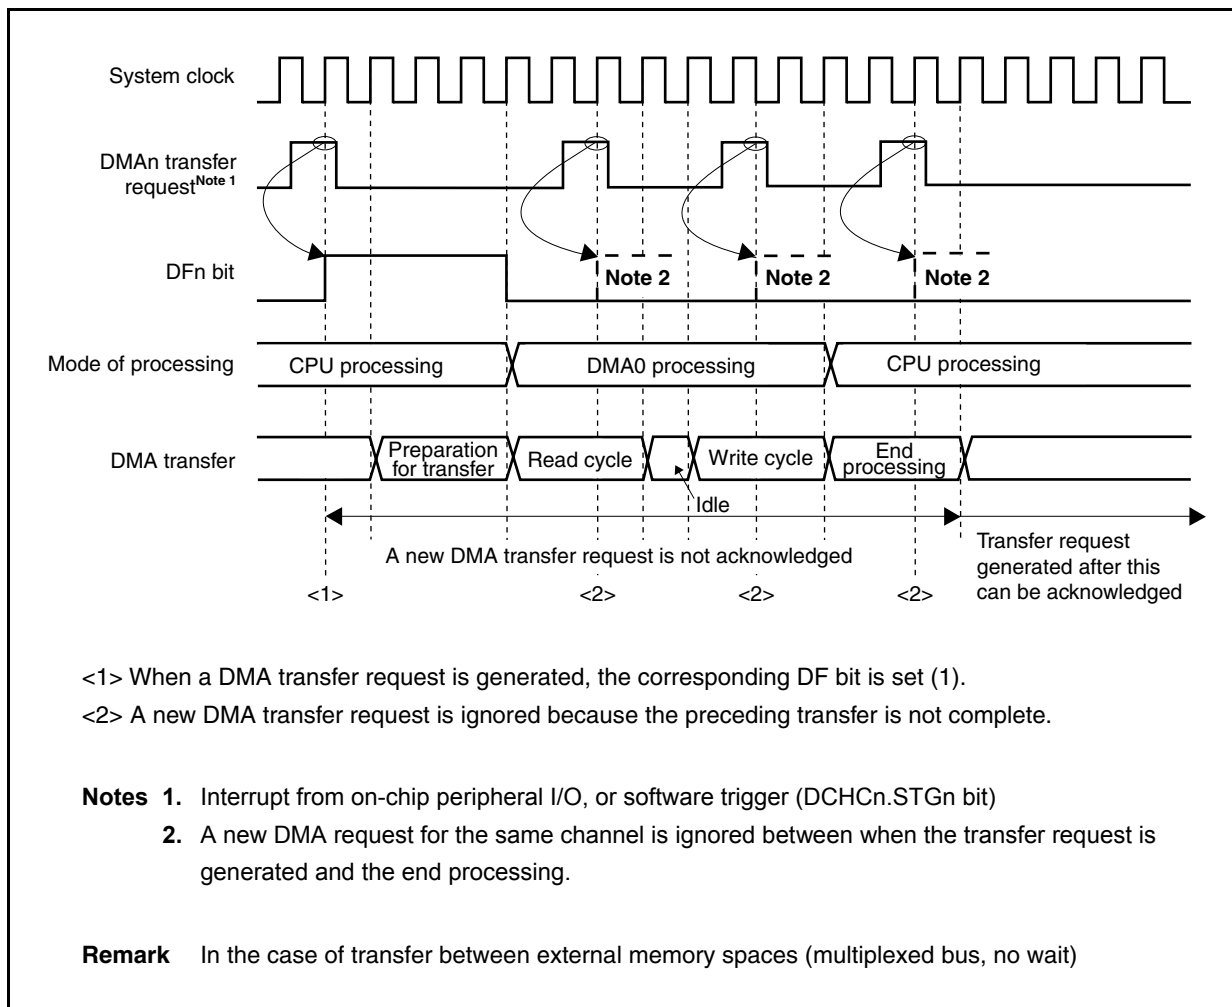 System clock
DMAn transfer
requestNote 1
DFn bit
Note 2
Note 2
Note 2
Mode of processing
CPU processing
DMA0 processing
CPU processing
DMA transfer
Preparation
for transfer
Read cycle
Write cycle
End
processing
Idle
A new DMA transfer request is not acknowledged
Transfer request
generated after this
can be acknowledged
<1>
<2>
<2>
<2>
<1> When a DMA transfer request is generated, the corresponding DF bit is set (1).
<2> A new DMA transfer request is ignored because the preceding transfer is not complete.
Notes 1. Interrupt from on-chip peripheral I/O, or software trigger (DCHCn.STGn bit)
2. A new DMA request for the same channel is ignored between when the transfer request is
generated and the end processing.
Remark In the case of transfer between external memory spaces (multiplexed bus, no wait)